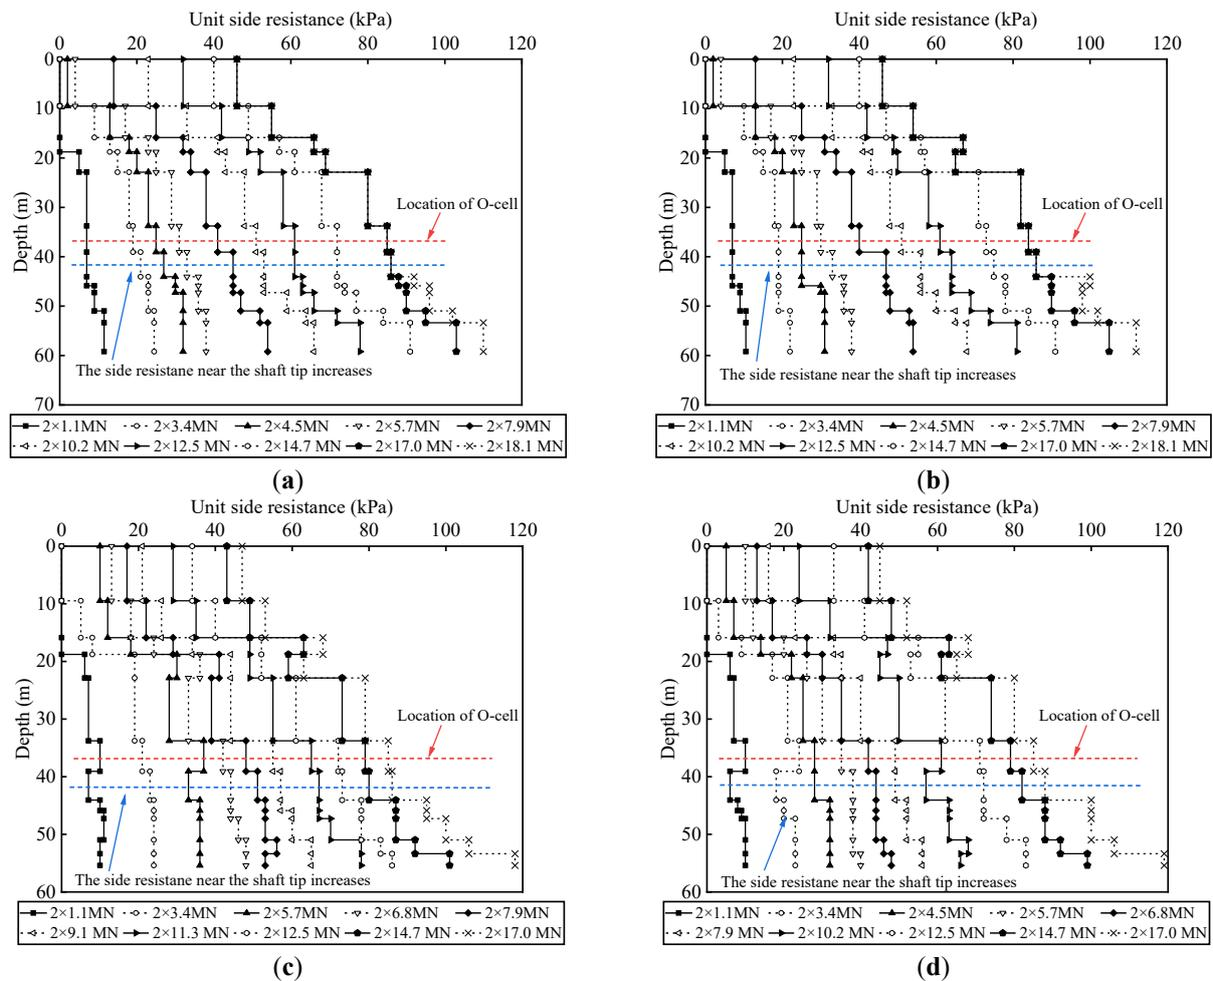 Unit side resistance (kPa)
0 20 40 60 80 100 120
0
10
20
30
40
50
60
70
Depth (m)
Location of O-cell
The side resistane near the shaft tip increases
2×1.1MN 2×3.4MN 2×4.5MN 2×5.7MN 2×7.9MN
2×10.2 MN 2×12.5 MN 2×14.7 MN 2×17.0 MN 2×18.1 MN
(a)
Unit side resistance (kPa)
0 20 40 60 80 100 120
0
10
20
30
40
50
60
70
Depth (m)
Location of O-cell
The side resistane near the shaft tip increases
2×1.1MN 2×3.4MN 2×4.5MN 2×5.7MN 2×7.9MN
2×10.2 MN 2×12.5 MN 2×14.7 MN 2×17.0 MN 2×18.1 MN
(b)
Unit side resistance (kPa)
0 20 40 60 80 100 120
0
10
20
30
40
50
60
Depth (m)
Location of O-cell
The side resistane near the shaft tip increases
2×1.1MN 2×3.4MN 2×5.7MN 2×6.8MN 2×7.9MN
2×9.1 MN 2×11.3 MN 2×12.5 MN 2×14.7 MN 2×17.0 MN
(c)
Unit side resistance (kPa)
0 20 40 60 80 100 120
0
10
20
30
40
50
60
Depth (m)
Location of O-cell
The side resistane near the shaft tip increases
2×1.1MN 2×3.4MN 2×4.5MN 2×5.7MN 2×6.8MN
2×7.9 MN 2×10.2 MN 2×12.5 MN 2×14.7 MN 2×17.0 MN
(d)